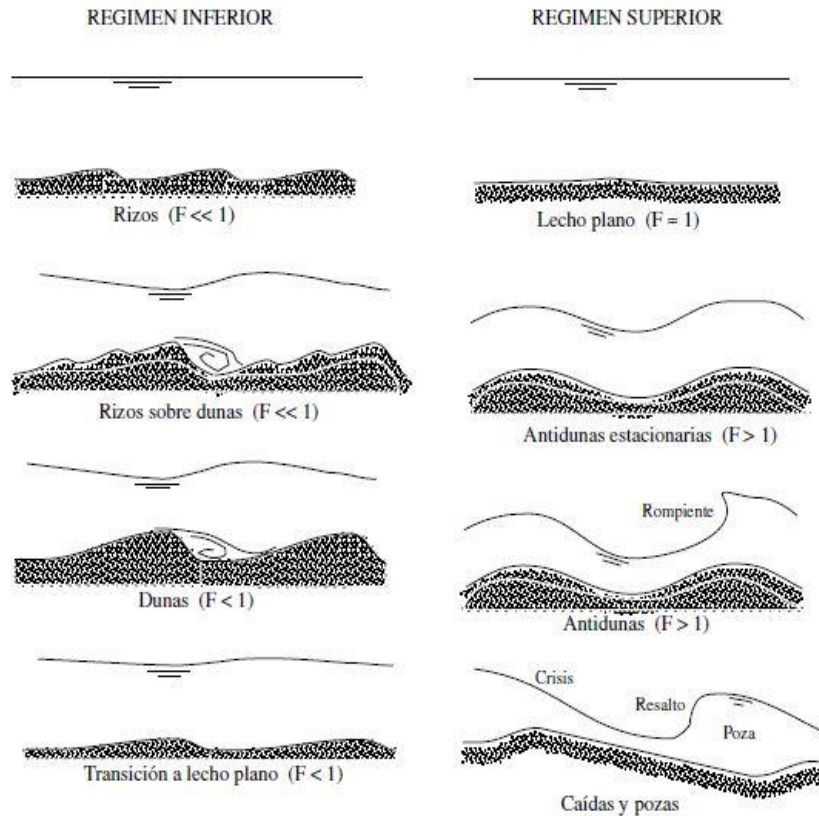 REGIMEN INFERIOR
Rizos (F << 1)
Rizos sobre dunas (F << 1)
Dunas (F < 1)
Transición a lecho plano (F < 1)
REGIMEN SUPERIOR
Lecho plano (F = 1)
Antidunas estacionarias (F > 1)
Rompiente
Antidunas (F > 1)
Crisis
Resalto
Poza
Caídas y pozas